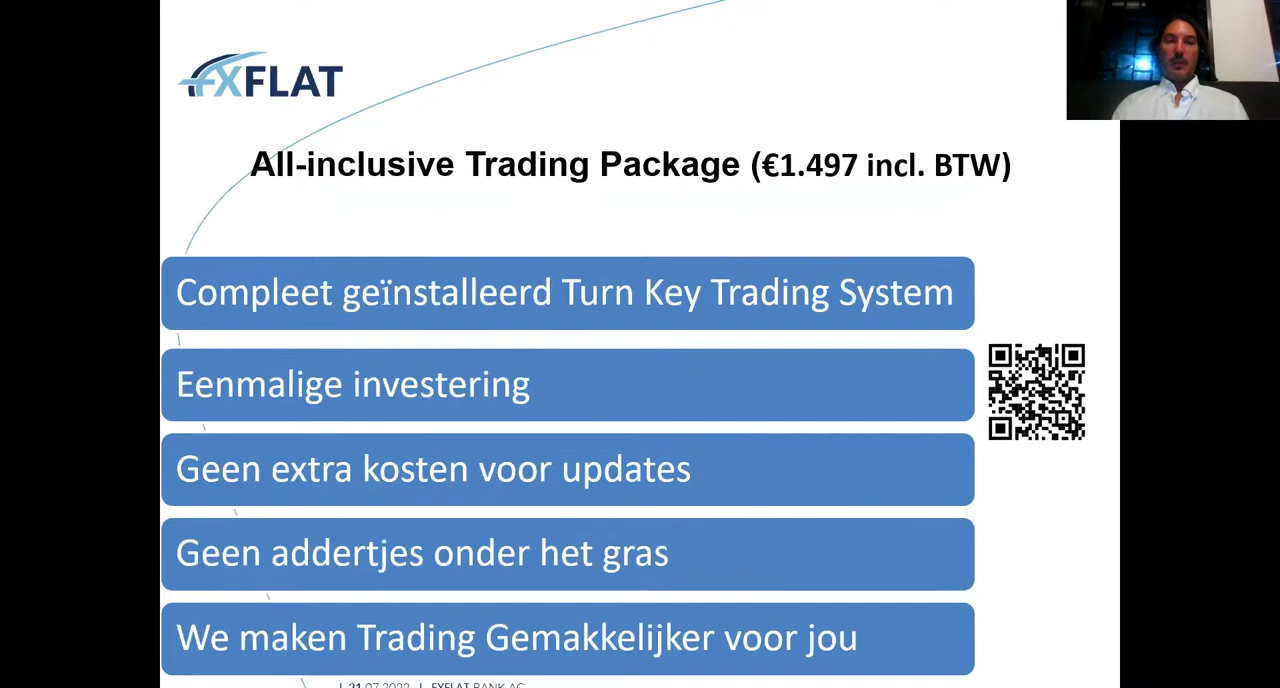 FXFLAT
All-inclusive Trading Package (€1.497 incl. BTW)
Compleet geïnstalleerd Turn Key Trading System
Eenmalige investering
Geen extra kosten voor updates
Geen addertjes onder het gras
We maken Trading Gemakkelijker voor jou
| 21.07.2022 | FXFLAT BANK AG